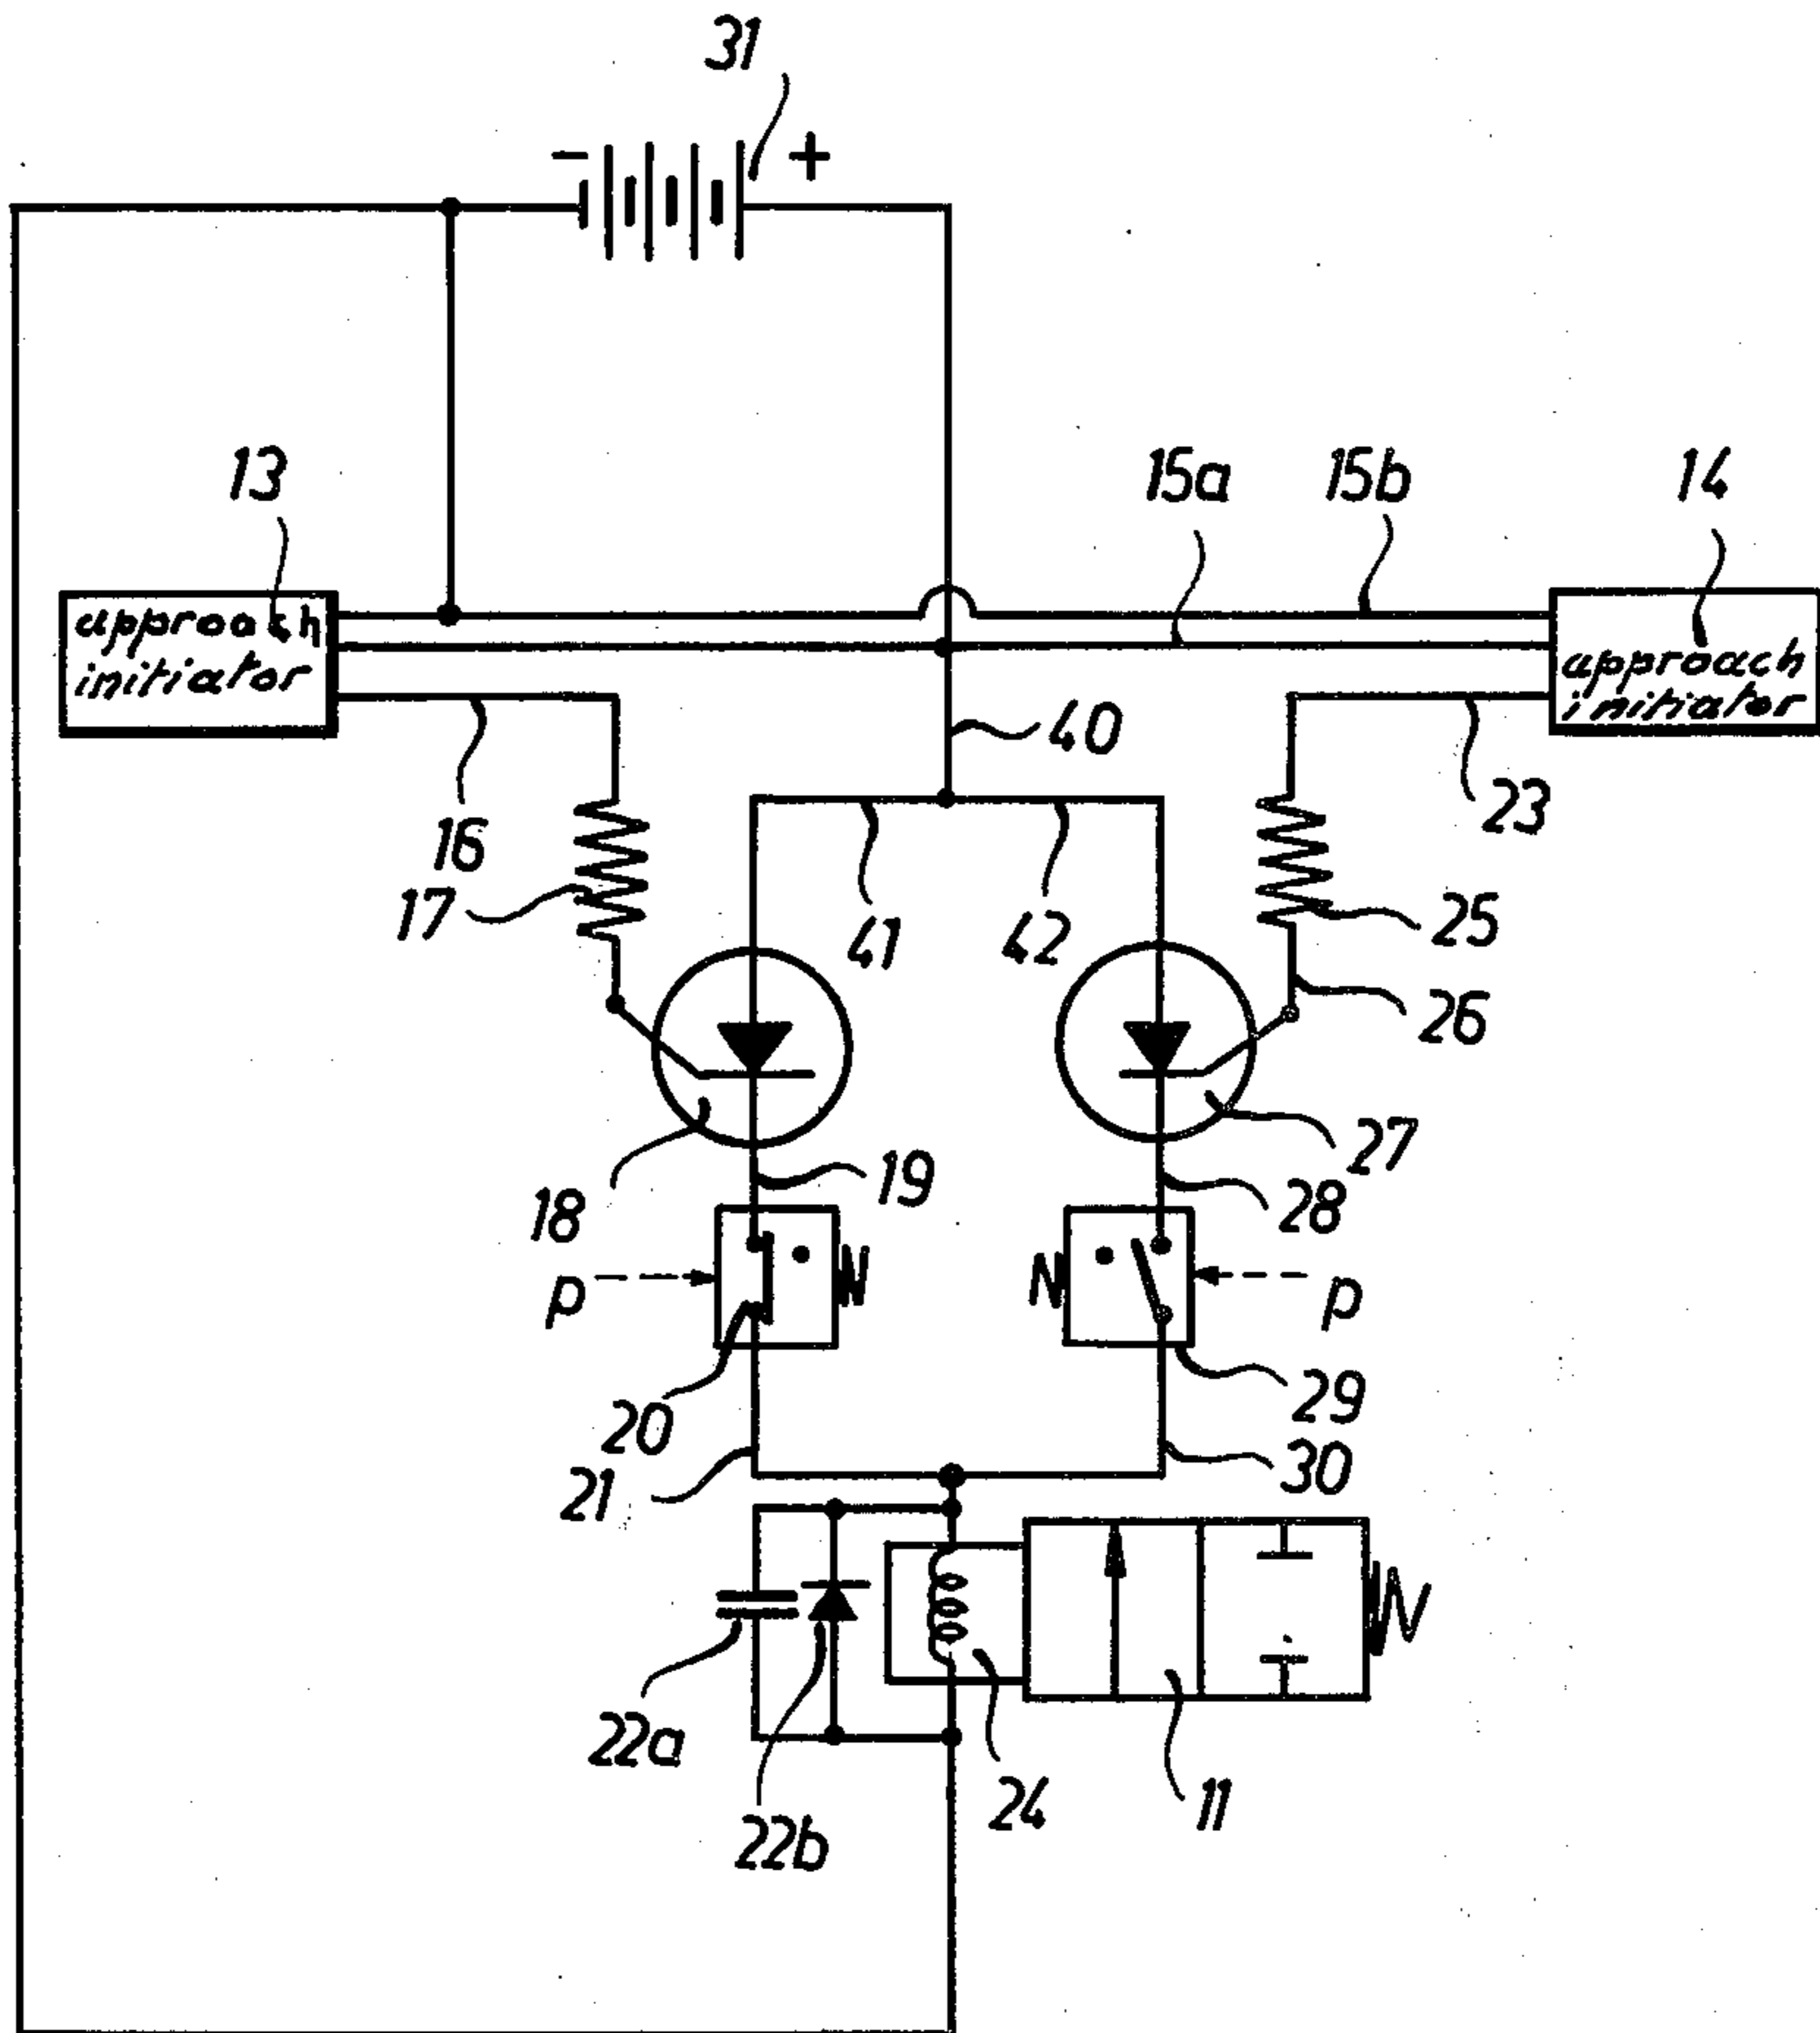 31
- +
13
15a
15b
14
approach
initiator
approach
initiator
40
16
23
17
41
42
25
26
18
19
27
28
p
p
20
29
21
30
22a
24
11
22b